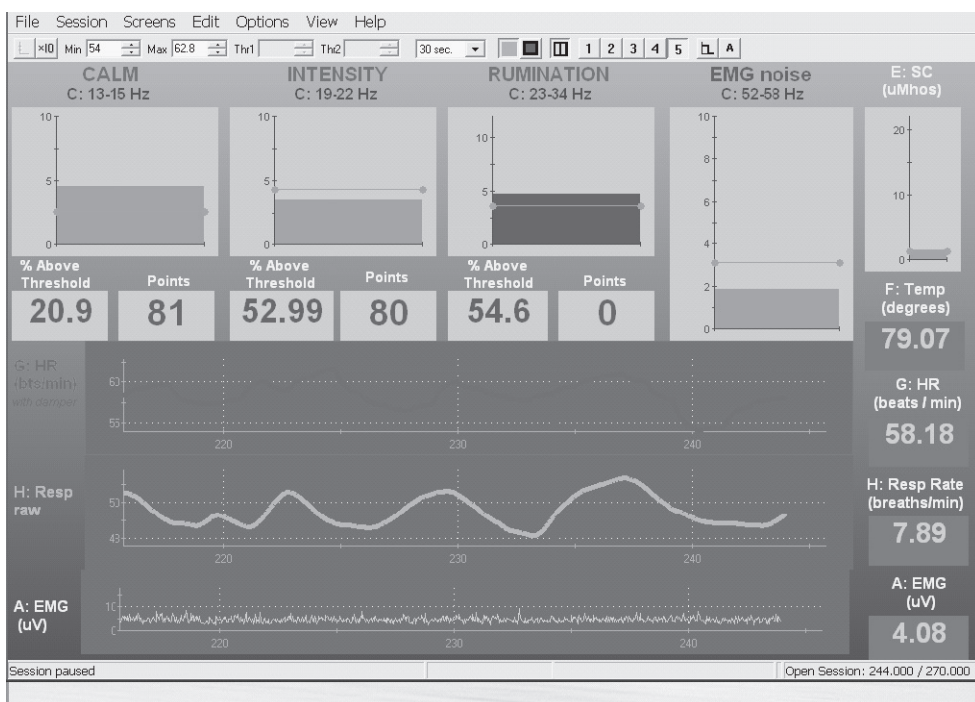 File Session Screens Edit Options View Help
×10 Min 54 Max 62.8 Thr1 Thr2 30 sec. 1 2 3 4 5 A
CALM
C: 13-15 Hz
10
5
0
% Above Threshold
20.9
Points
81
INTENSITY
C: 19-22 Hz
10
5
0
% Above Threshold
52.99
Points
80
RUMINATION
C: 23-34 Hz
10
5
0
% Above Threshold
54.6
Points
0
EMG noise
C: 52-58 Hz
10
8
6
4
2
0
E: SC
(uMhos)
20
10
0
F: Temp
(degrees)
79.07
G: HR
(bts/min)
with damper
63
55
220 230 240
G: HR
(beats / min)
58.18
H: Resp
raw
53
43
220 230 240
H: Resp Rate
(breaths/min)
7.89
A: EMG
(uV)
10
0
220 230 240
A: EMG
(uV)
4.08
Session paused
Open Session: 244.000 / 270.000